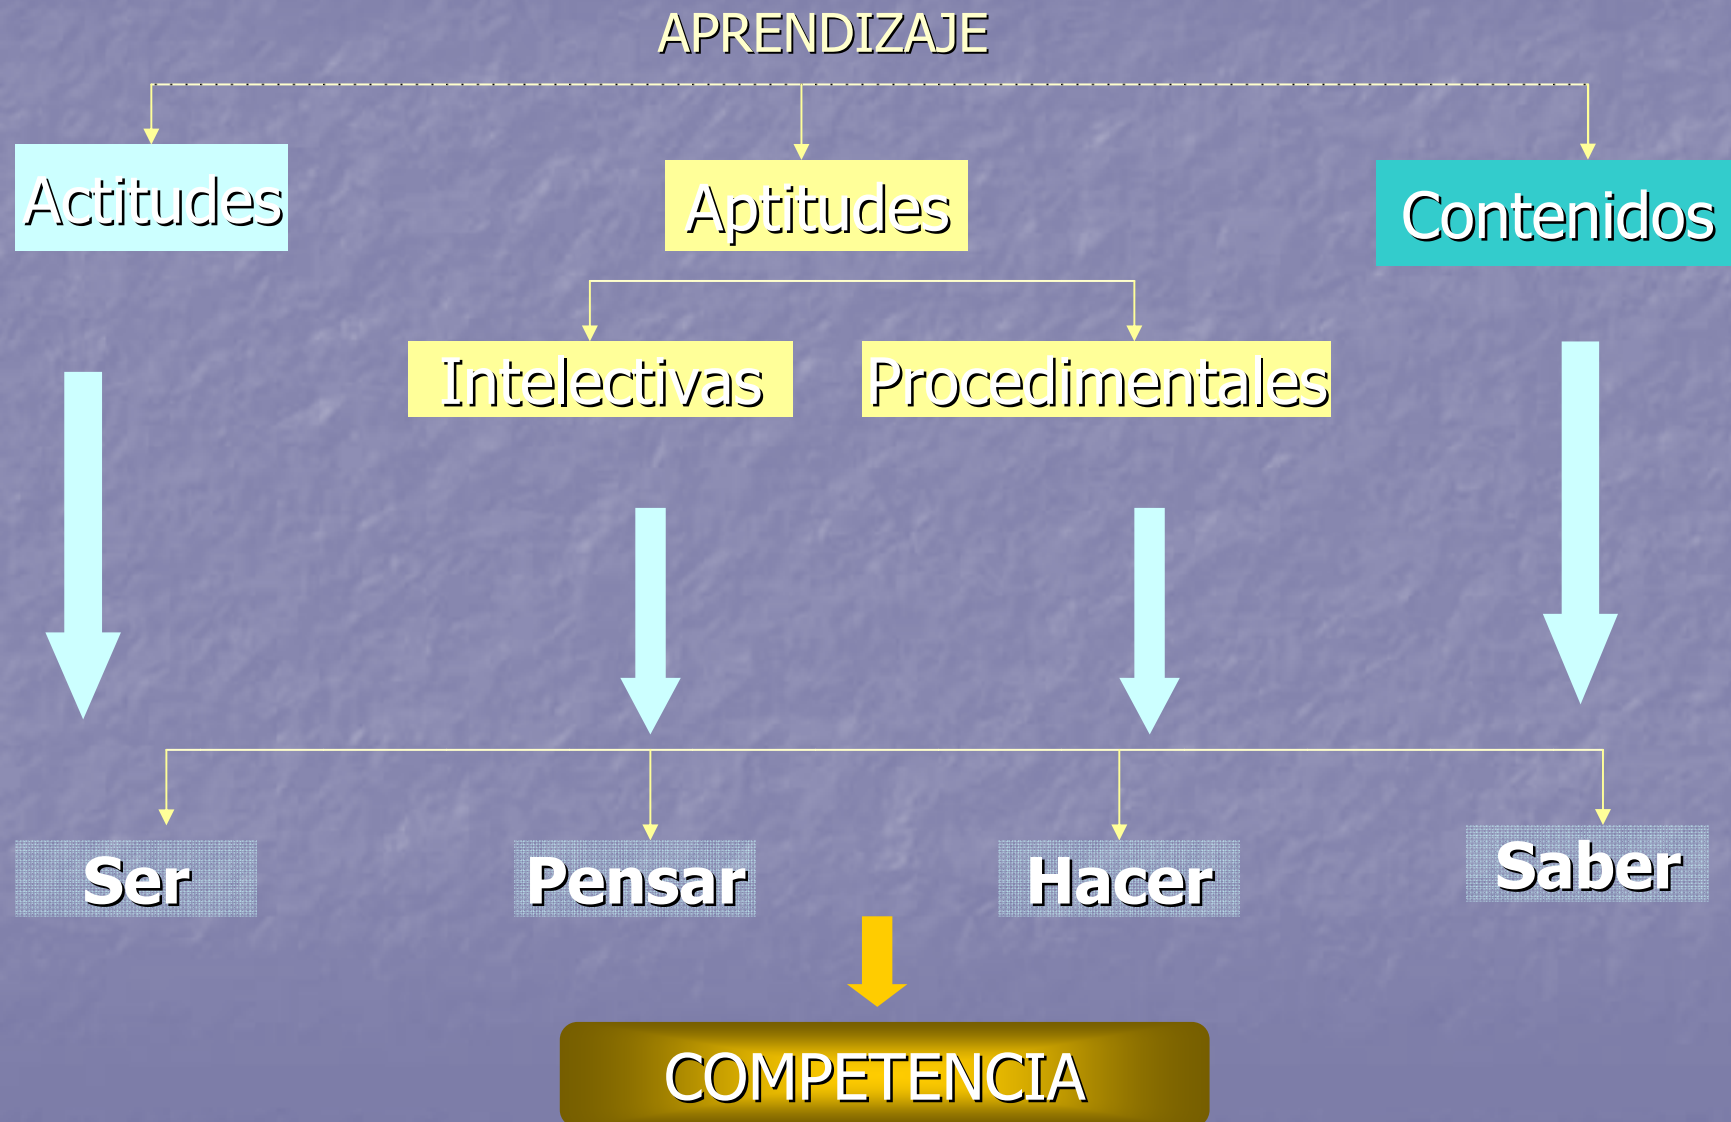 APRENDIZAJE
Actitudes
Aptitudes
Contenidos
Intelectivas
Procedimentales
Ser
Pensar
Hacer
Saber
COMPETENCIA